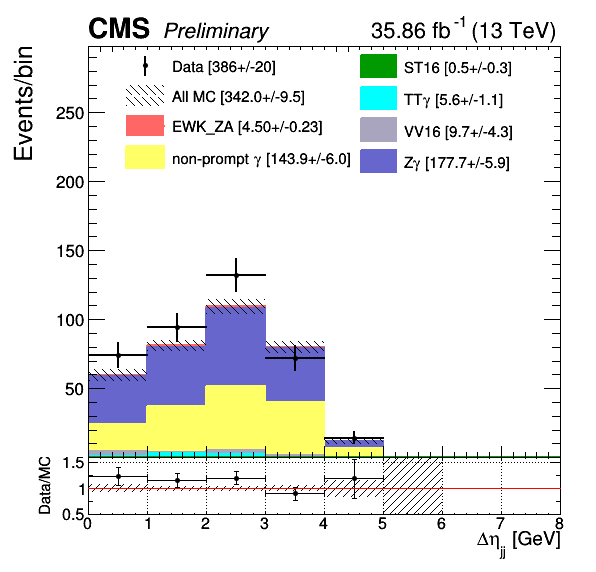 CMS Preliminary 35.86 fb⁻¹ (13 TeV)
Events/bin
Data [386+/-20]
All MC [342.0+/-9.5]
EWK_ZA [4.50+/-0.23]
non-prompt γ [143.9+/-6.0]
ST16 [0.5+/-0.3]
TTγ [5.6+/-1.1]
VV16 [9.7+/-4.3]
Zγ [177.7+/-5.9]
250
200
150
100
50
Data/MC
1.5
1
0.5
0 1 2 3 4 5 6 7 8
Δηjj [GeV]